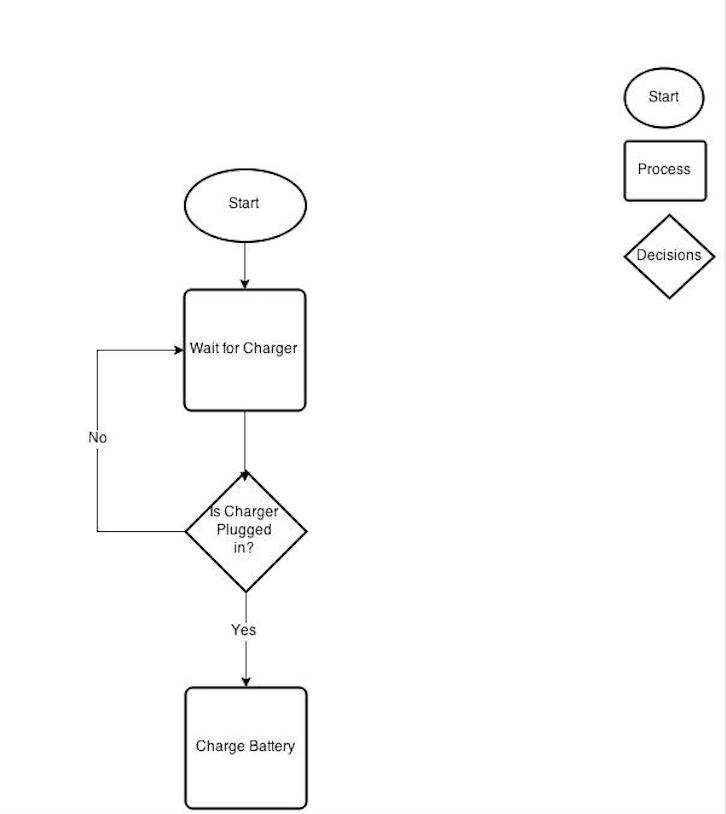 Start
Process
Decisions
Start
Wait for Charger
No
Is Charger
Plugged
in?
Yes
Charge Battery